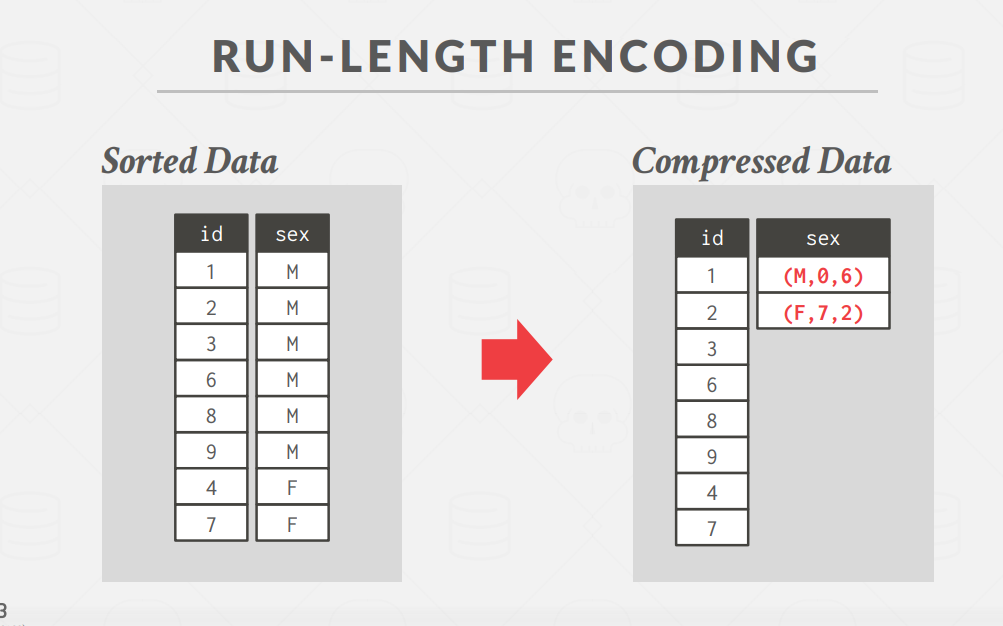 RUN-LENGTH ENCODING
Sorted Data
id sex
1 M
2 M
3 M
6 M
8 M
9 M
4 F
7 F
Compressed Data
id sex
1 (M,0,6)
2 (F,7,2)
3
6
8
9
4
7
3